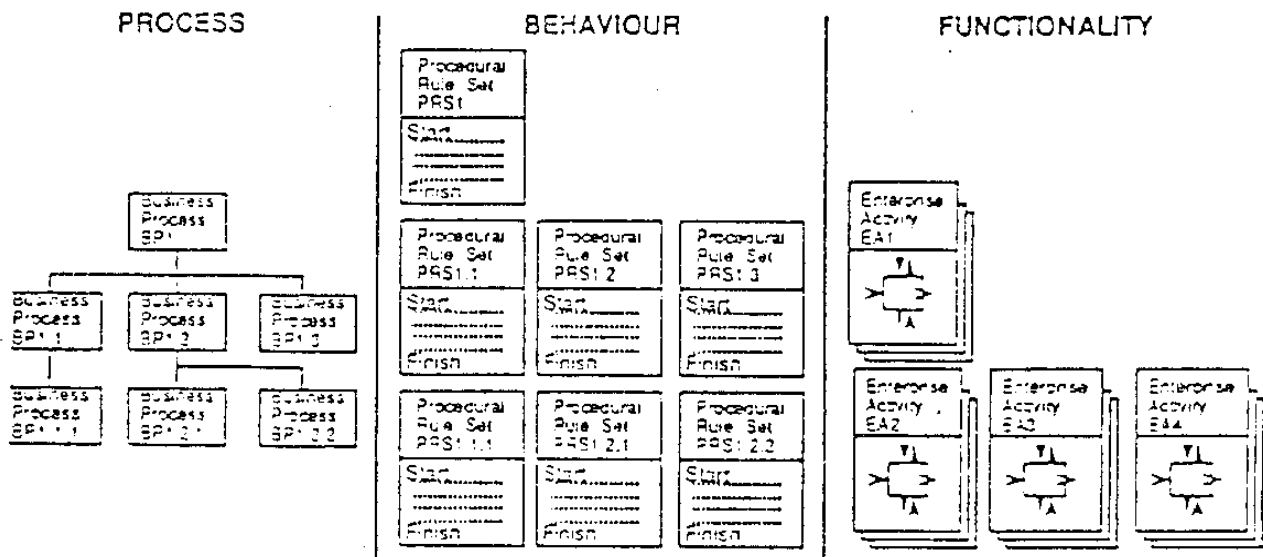 PROCESS
Business
Process
BP1
Business
Process
BP1.1
Business
Process
BP1.2
Business
Process
BP1.3
Business
Process
BP1.1.1
Business
Process
BP1.2.1
Business
Process
BP1.2.2
BEHAVIOUR
Procedural
Rule Set
PRS1
Start
Finish
Procedural
Rule Set
PRS1.1
Start
Finish
Procedural
Rule Set
PRS1.2
Start
Finish
Procedural
Rule Set
PRS1.3
Start
Finish
Procedural
Rule Set
PRS1.1.1
Start
Finish
Procedural
Rule Set
PRS1.2.1
Start
Finish
Procedural
Rule Set
PRS1.2.2
Start
Finish
FUNCTIONALITY
Enterprise
Activity
EA1
Enterprise
Activity
EA2
Enterprise
Activity
EA3
Enterprise
Activity
EA4